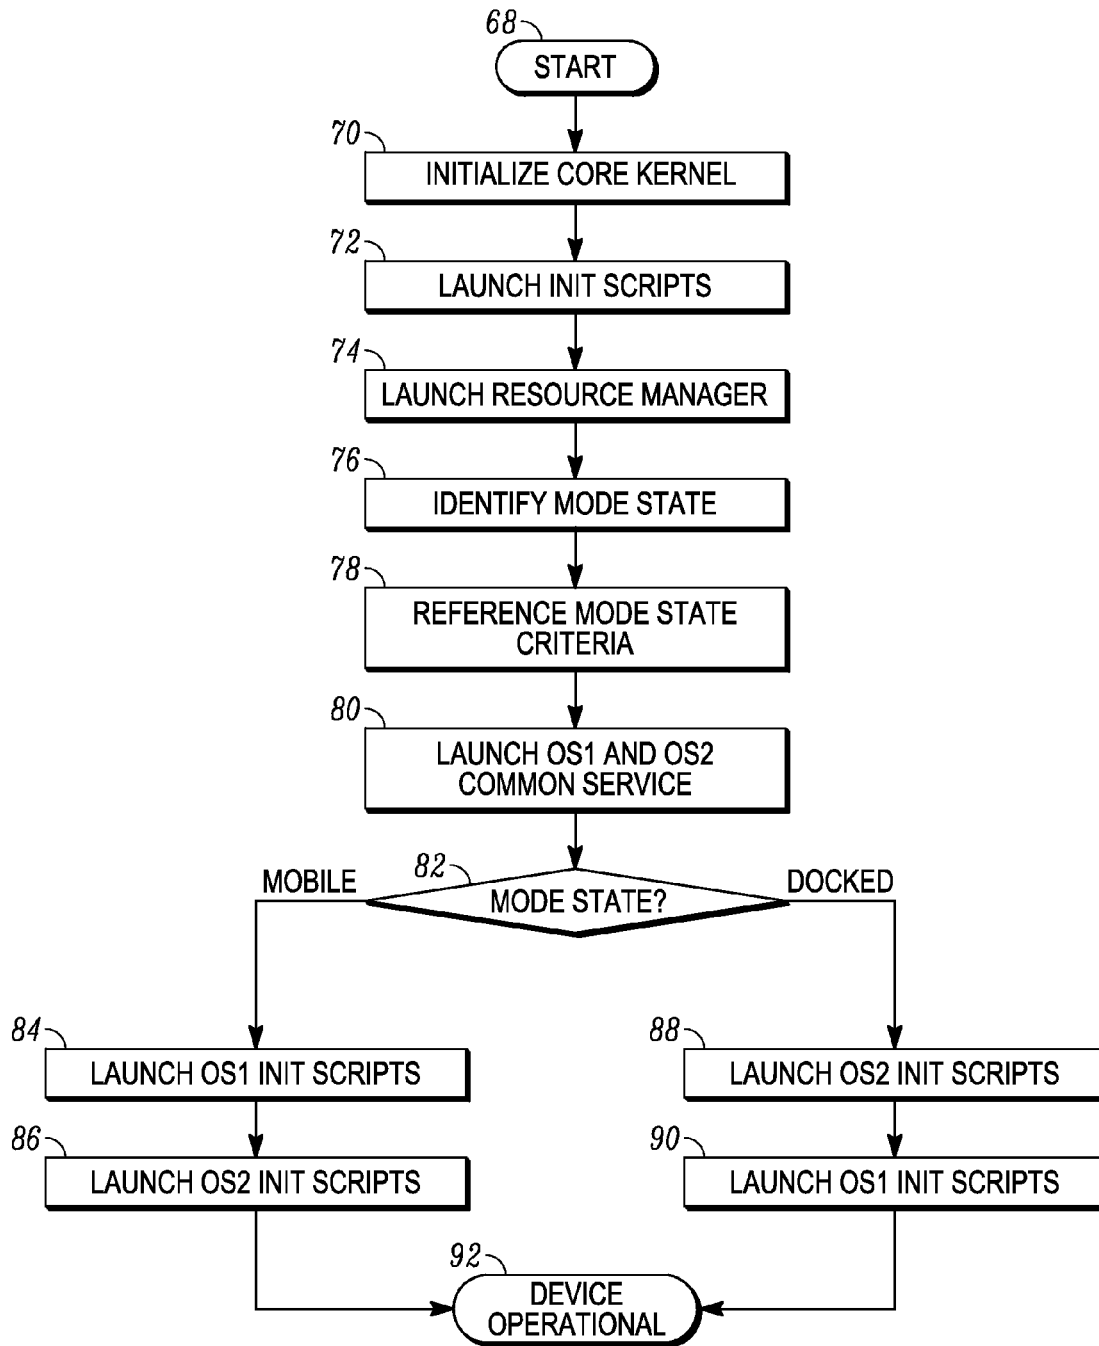 68
START
70
INITIALIZE CORE KERNEL
72
LAUNCH INIT SCRIPTS
74
LAUNCH RESOURCE MANAGER
76
IDENTIFY MODE STATE
78
REFERENCE MODE STATE
CRITERIA
80
LAUNCH OS1 AND OS2
COMMON SERVICE
82
MOBILE
MODE STATE?
DOCKED
84
LAUNCH OS1 INIT SCRIPTS
88
LAUNCH OS2 INIT SCRIPTS
86
LAUNCH OS2 INIT SCRIPTS
90
LAUNCH OS1 INIT SCRIPTS
92
DEVICE
OPERATIONAL